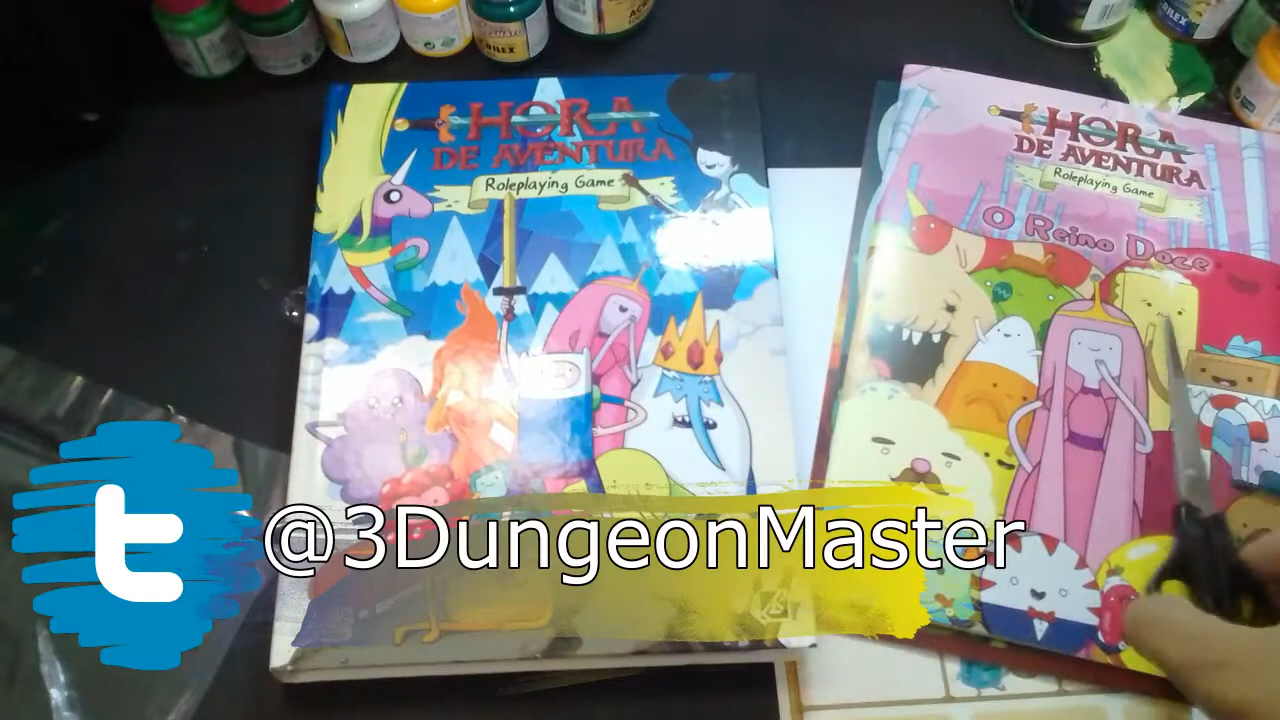 HORA
DE AVENTURA
Roleplaying Game
HORA
DE AVENTURA
Roleplaying Game
O Reino Doce
@3DungeonMaster